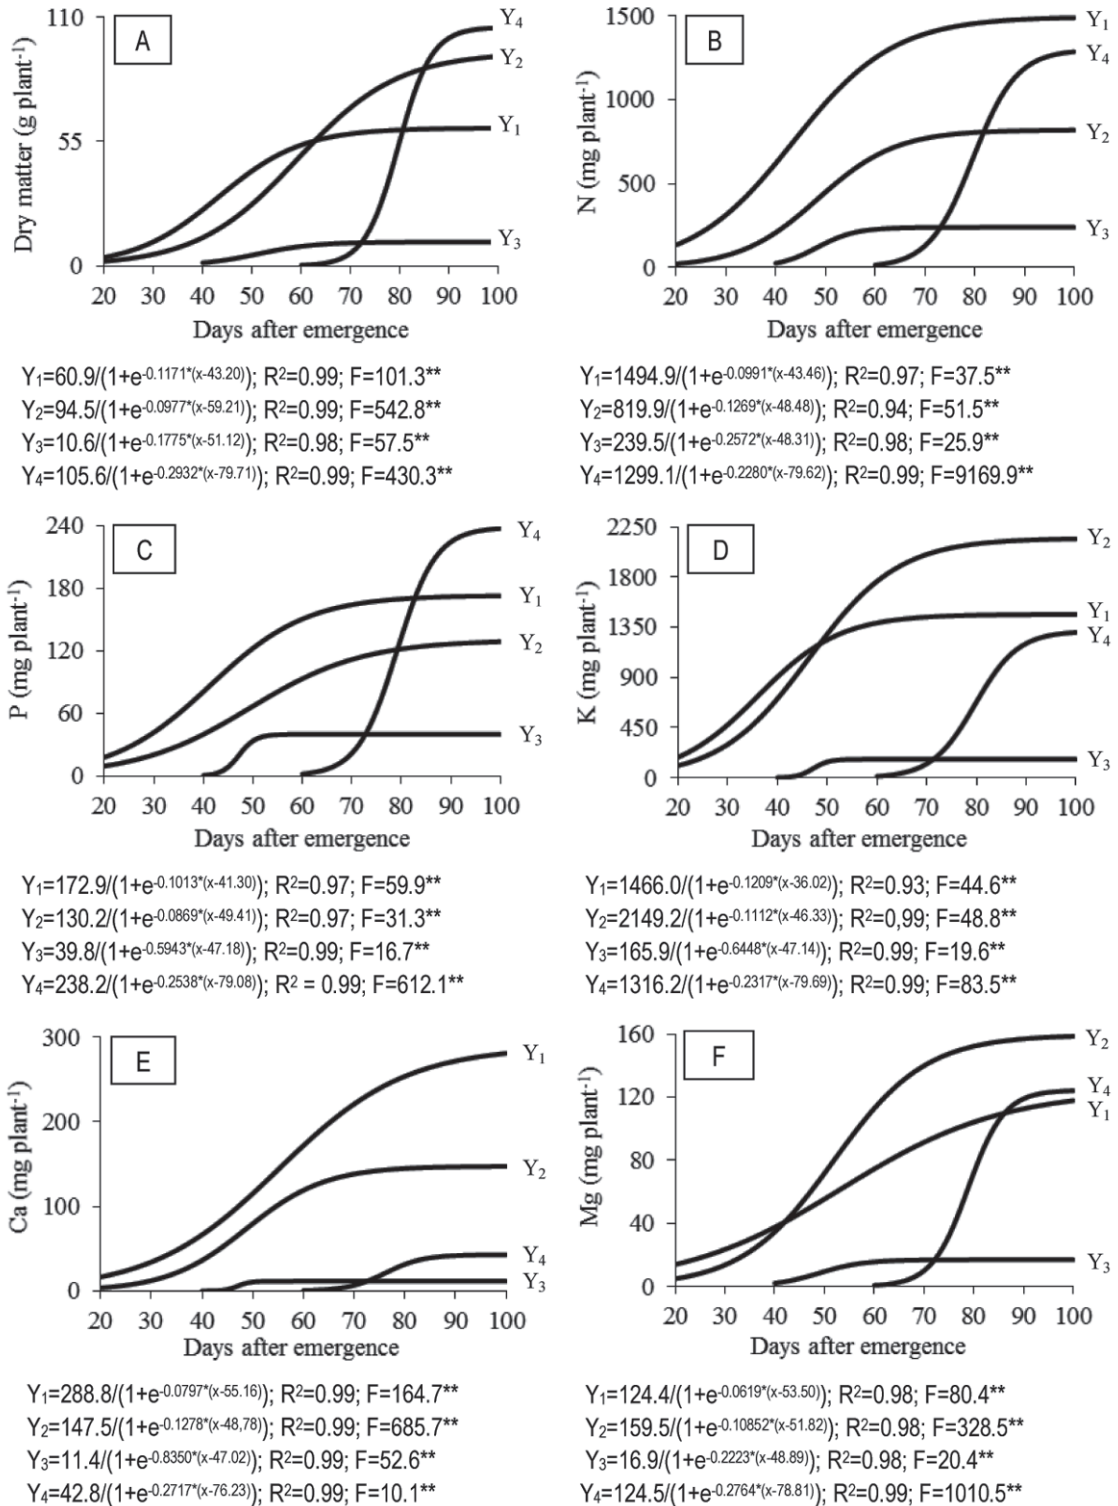 A
110
55
0
Dry matter (g plant-1)
Y4
Y2
Y1
Y3
20 30 40 50 60 70 80 90 100
Days after emergence
Y1=60.9/(1+e-0.1171*(x-43.20)); R2=0.99; F=101.3**
Y2=94.5/(1+e-0.0977*(x-59.21)); R2=0.99; F=542.8**
Y3=10.6/(1+e-0.1775*(x-51.12)); R2=0.98; F=57.5**
Y4=105.6/(1+e-0.2932*(x-79.71)); R2=0.99; F=430.3**
B
1500
1000
500
0
N (mg plant-1)
Y1
Y4
Y2
Y3
20 30 40 50 60 70 80 90 100
Days after emergence
Y1=1494.9/(1+e-0.0991*(x-43.46)); R2=0.97; F=37.5**
Y2=819.9/(1+e-0.1269*(x-48.48)); R2=0.94; F=51.5**
Y3=239.5/(1+e-0.2572*(x-48.31)); R2=0.98; F=25.9**
Y4=1299.1/(1+e-0.2280*(x-79.62)); R2=0.99; F=9169.9**
C
240
180
120
60
0
P (mg plant-1)
Y4
Y1
Y2
Y3
20 30 40 50 60 70 80 90 100
Days after emergence
Y1=172.9/(1+e-0.1013*(x-41.30)); R2=0.97; F=59.9**
Y2=130.2/(1+e-0.0869*(x-49.41)); R2=0.97; F=31.3**
Y3=39.8/(1+e-0.5943*(x-47.18)); R2=0.99; F=16.7**
Y4=238.2/(1+e-0.2538*(x-79.08)); R2 = 0.99; F=612.1**
D
2250
1800
1350
900
450
0
K (mg plant-1)
Y2
Y1
Y4
Y3
20 30 40 50 60 70 80 90 100
Days after emergence
Y1=1466.0/(1+e-0.1209*(x-36.02)); R2=0.93; F=44.6**
Y2=2149.2/(1+e-0.1112*(x-46.33)); R2=0,99; F=48.8**
Y3=165.9/(1+e-0.6448*(x-47.14)); R2=0.99; F=19.6**
Y4=1316.2/(1+e-0.2317*(x-79.69)); R2=0.99; F=83.5**
E
300
200
100
0
Ca (mg plant-1)
Y1
Y2
Y4
Y3
20 30 40 50 60 70 80 90 100
Days after emergence
Y1=288.8/(1+e-0.0797*(x-55.16)); R2=0.99; F=164.7**
Y2=147.5/(1+e-0.1278*(x-48,78)); R2=0.99; F=685.7**
Y3=11.4/(1+e-0.8350*(x-47.02)); R2=0.99; F=52.6**
Y4=42.8/(1+e-0.2717*(x-76.23)); R2=0.99; F=10.1**
F
160
120
80
40
0
Mg (mg plant-1)
Y2
Y4
Y1
Y3
20 30 40 50 60 70 80 90 100
Days after emergence
Y1=124.4/(1+e-0.0619*(x-53.50)); R2=0.98; F=80.4**
Y2=159.5/(1+e-0.10852*(x-51.82)); R2=0.98; F=328.5**
Y3=16.9/(1+e-0.2223*(x-48.89)); R2=0.98; F=20.4**
Y4=124.5/(1+e-0.2764*(x-78.81)); R2=0.99; F=1010.5**